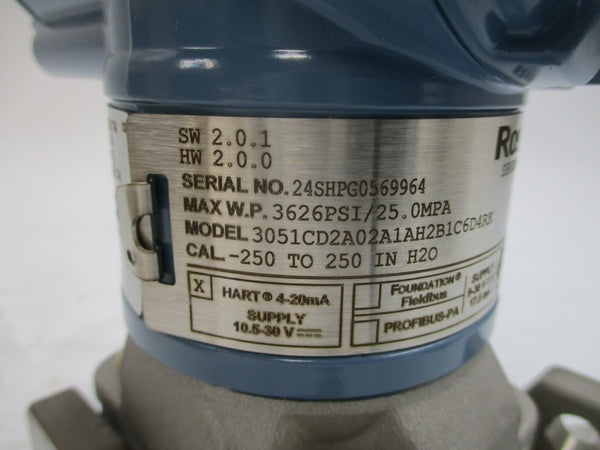 SW 2.0.1
HW 2.0.0
SERIAL NO. 24SHPG0569964
MAX W.P. 3626PSI/25.0MPA
MODEL 3051CD2A02A1AH2B1C6D4RK
CAL. -250 TO 250 IN H2O
X HART® 4-20mA
SUPPLY
10.5-30 V
FOUNDATION®
Fieldbus
PROFIBUS-PA
SUPPLY